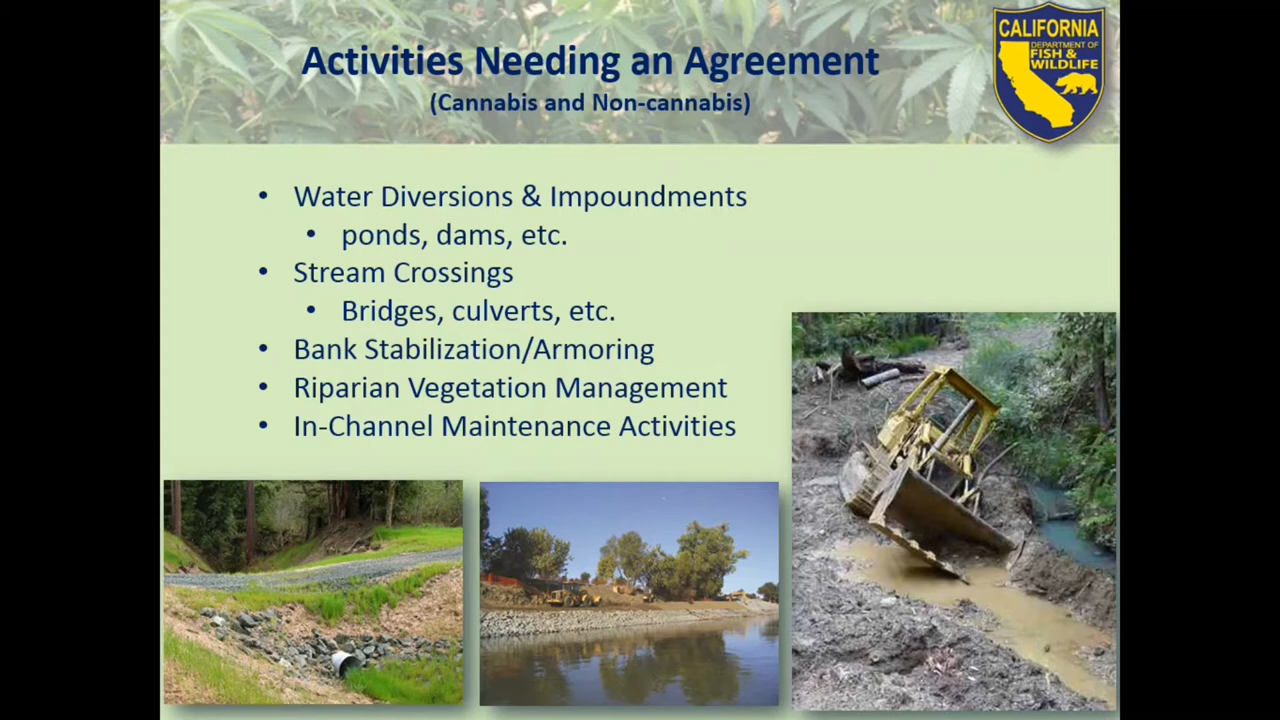 Activities Needing an Agreement
(Cannabis and Non-cannabis)
CALIFORNIA
DEPARTMENT OF
FISH &
WILDLIFE
• Water Diversions & Impoundments
• ponds, dams, etc.
• Stream Crossings
• Bridges, culverts, etc.
• Bank Stabilization/Armoring
• Riparian Vegetation Management
• In-Channel Maintenance Activities